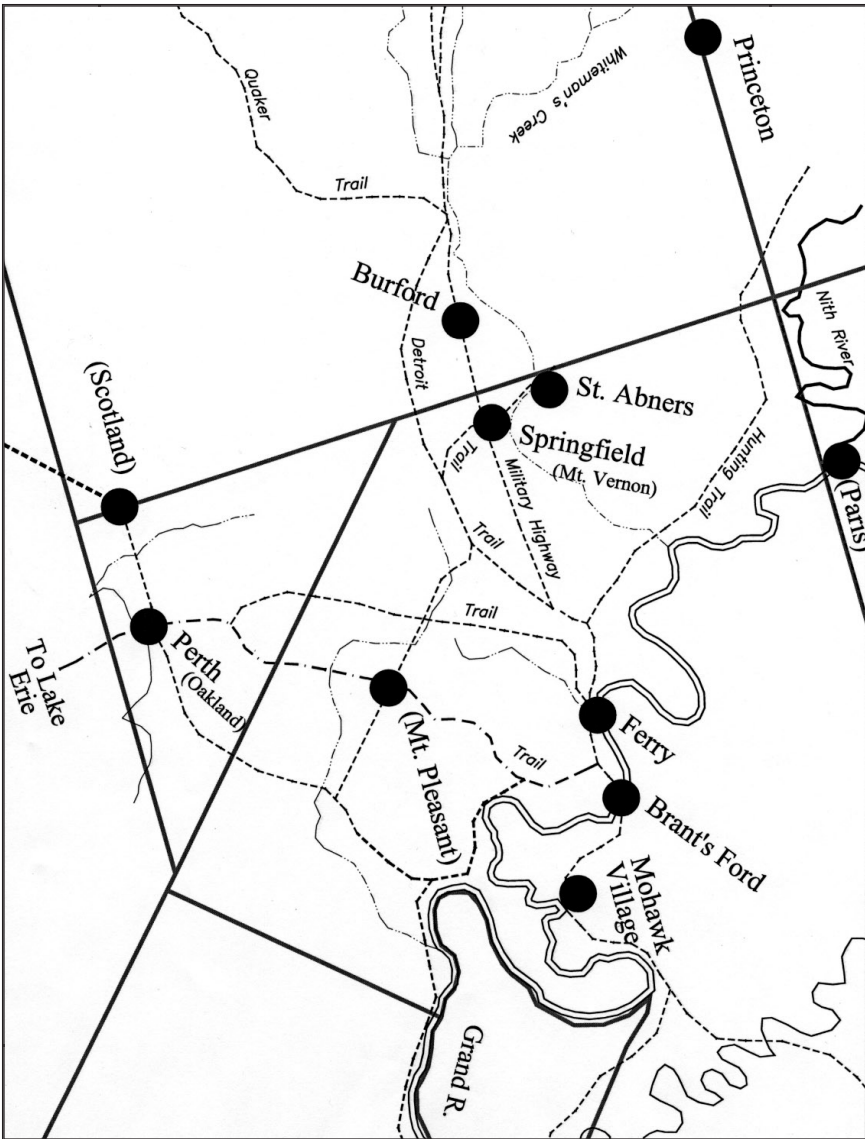 Princeton
Whiteman's Creek
Quaker
Trail
Nith River
Burford
Detroit
Trail
St. Abners
Springfield
(Mt. Vernon)
Military Highway
Trail
Hunting Trail
(Paris)
(Scotland)
Perth
(Oakland)
To Lake
Erie
Trail
(Mt. Pleasant)
Trail
Ferry
Brant's Ford
Mohawk
Village
Grand R.